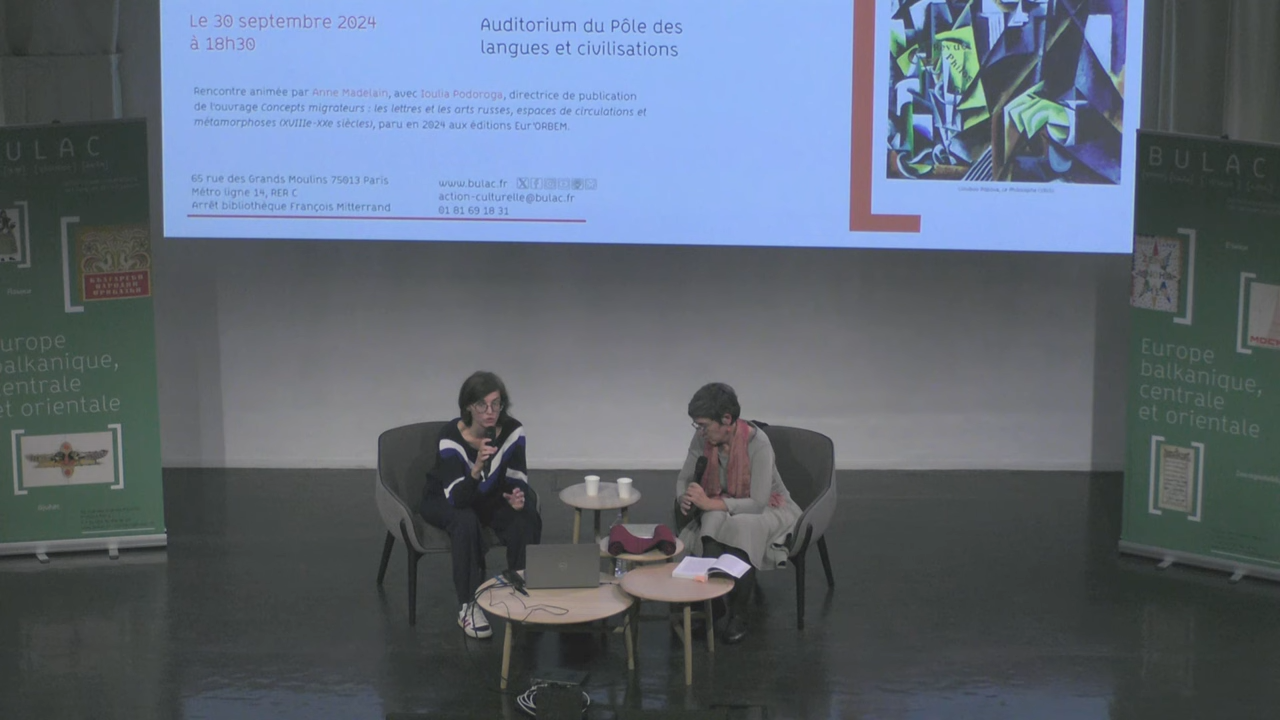 Le 30 septembre 2024
à 18h30
Auditorium du Pôle des
langues et civilisations
Rencontre animée par Anne Madelain, avec Ioulia Podoroga, directrice de publication
de l'ouvrage Concepts migrateurs : les lettres et les arts russes, espaces de circulations et
métamorphoses (XVIIIe-XXe siècles), paru en 2024 aux éditions Eur'ORBEM.
65 rue des Grands Moulins 75013 Paris
Métro ligne 14, RER C
Arrêt bibliothèque François Mitterrand
www.bulac.fr
action-culturelle@bulac.fr
01 81 69 18 31
ULAC
urope
balkanique,
centrale
et orientale
BULAC
Europe
balkanique,
centrale
et orientale